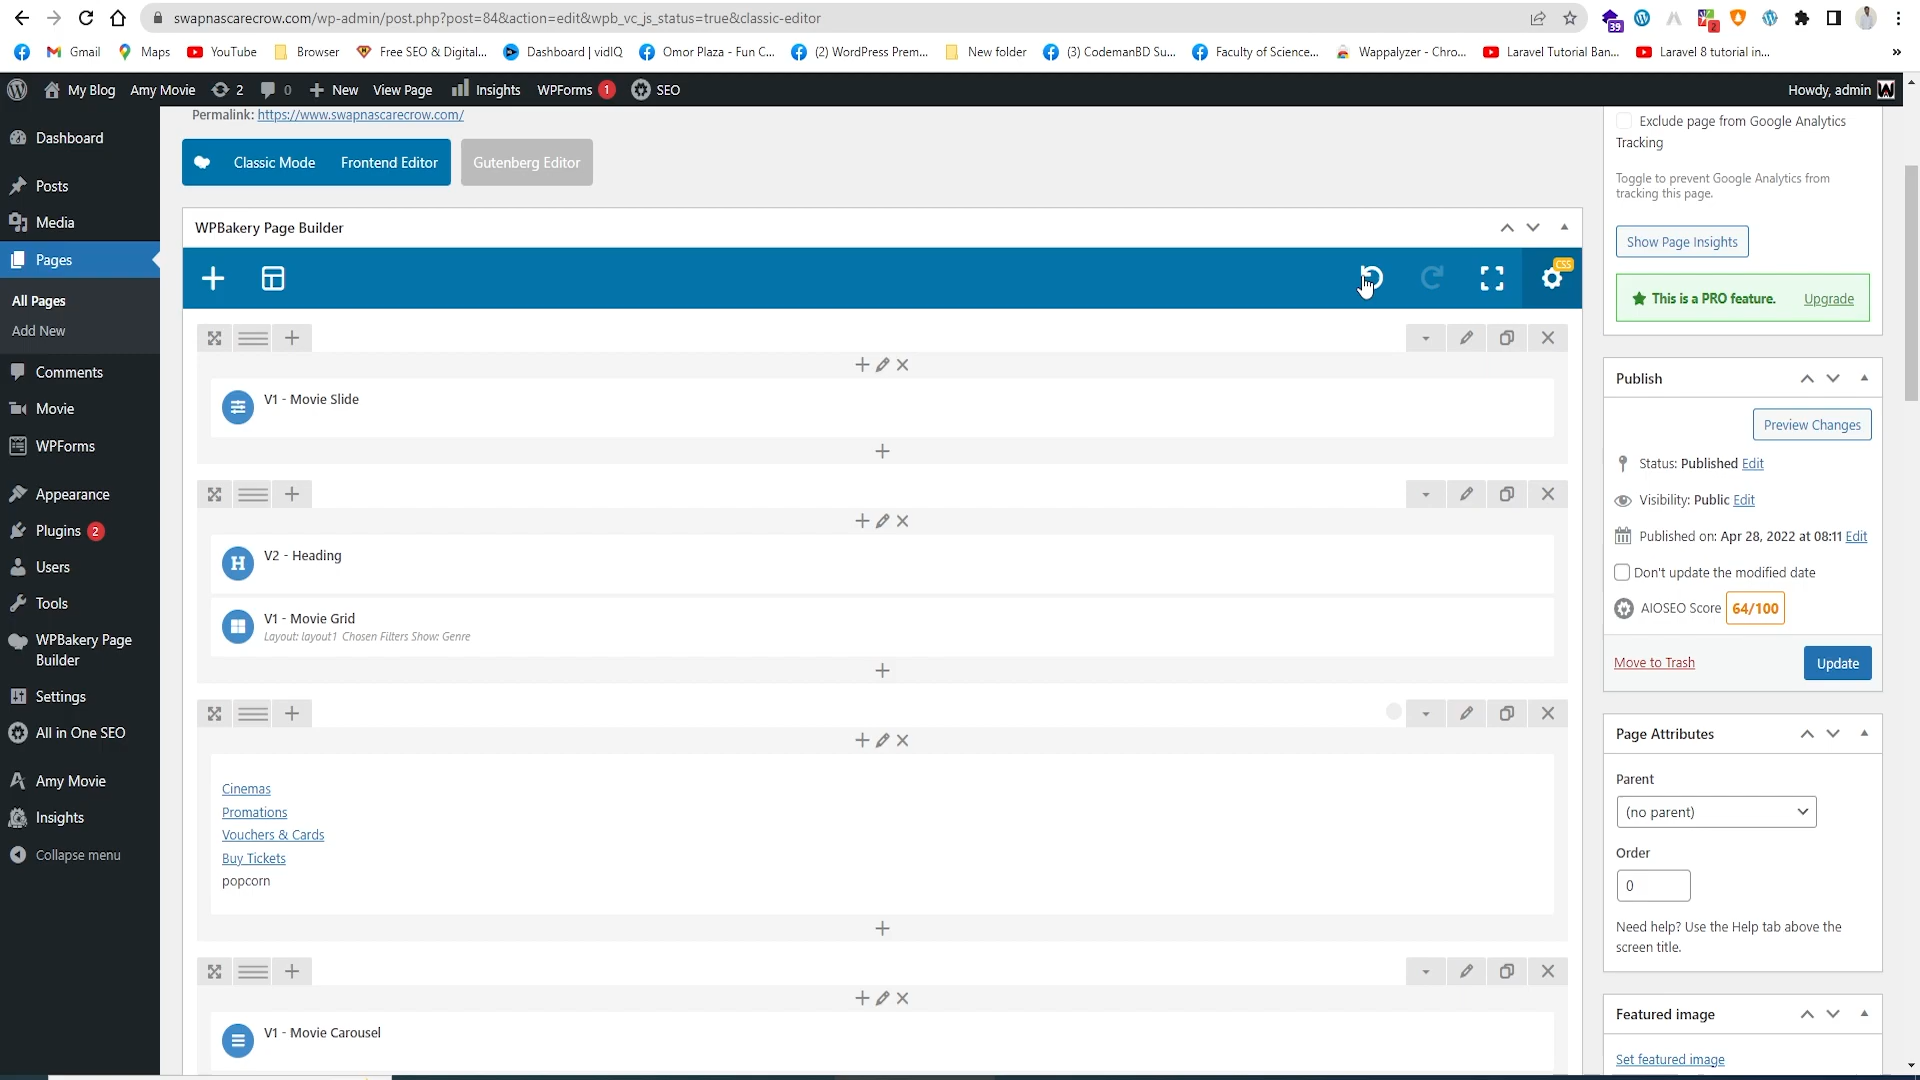 swapnascarecrow.com/wp-admin/post.php?post=84&action=edit&wpb_vc_js_status=true&classic-editor
39
2
Gmail
Maps
YouTube
Browser
Free SEO & Digital...
Dashboard | vidIQ
Omor Plaza - Fun C...
(2) WordPress Prem...
New folder
(3) CodemanBD Su...
Faculty of Science...
Wappalyzer - Chro...
Laravel Tutorial Ban...
Laravel 8 tutorial in...
»
My Blog
Amy Movie
2
0
New
View Page
Insights
WPForms 1
SEO
Howdy, admin
Dashboard
Posts
Media
Pages
All Pages
Add New
Comments
Movie
WPForms
Appearance
Plugins 2
Users
Tools
WPBakery Page
Builder
Settings
All in One SEO
Amy Movie
Insights
Collapse menu
Permalink: https://www.swapnascarecrow.com/
Classic Mode
Frontend Editor
Gutenberg Editor
WPBakery Page Builder
CSS
V1 - Movie Slide
H
V2 - Heading
V1 - Movie Grid
Layout: layout1 Chosen Filters Show: Genre
Cinemas
Promations
Vouchers & Cards
Buy Tickets
popcorn
V1 - Movie Carousel
Exclude page from Google Analytics
Tracking
Toggle to prevent Google Analytics from
tracking this page.
Show Page Insights
This is a PRO feature. Upgrade
Publish
Preview Changes
Status: Published Edit
Visibility: Public Edit
Published on: Apr 28, 2022 at 08:11 Edit
Don't update the modified date
AIOSEO Score 64/100
Move to Trash
Update
Page Attributes
Parent
(no parent)
Order
0
Need help? Use the Help tab above the
screen title.
Featured image
Set featured image